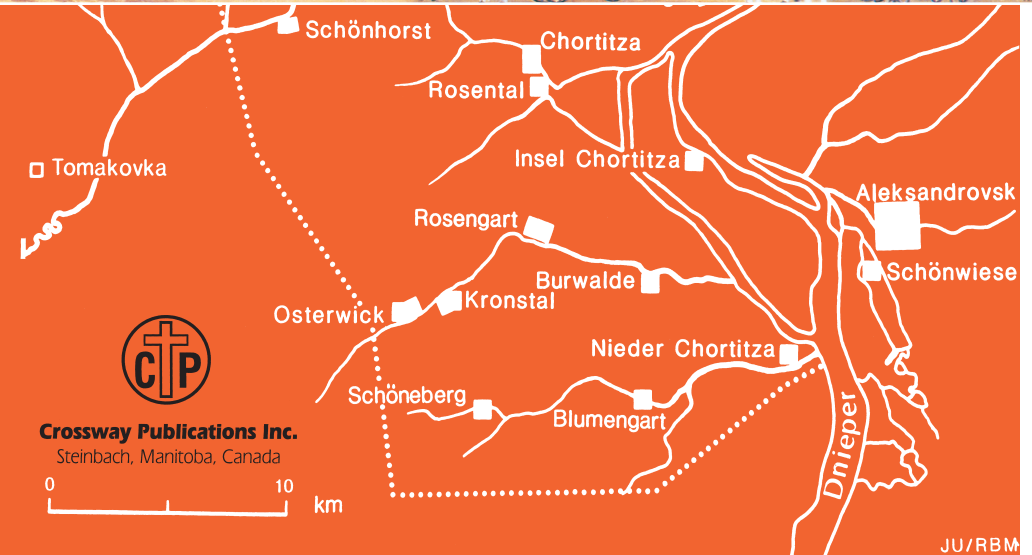 Schönhorst
Chortitza
Rosental
Insel Chortitza
Tomakovka
Aleksandrovsk
Rosengart
Schönwiese
Burwalde
Kronstal
Osterwick
Nieder Chortitza
CTP
Schöneberg
Blumengart
Dnieper
Crossway Publications Inc.
Steinbach, Manitoba, Canada
0 10
km
JU/RBM